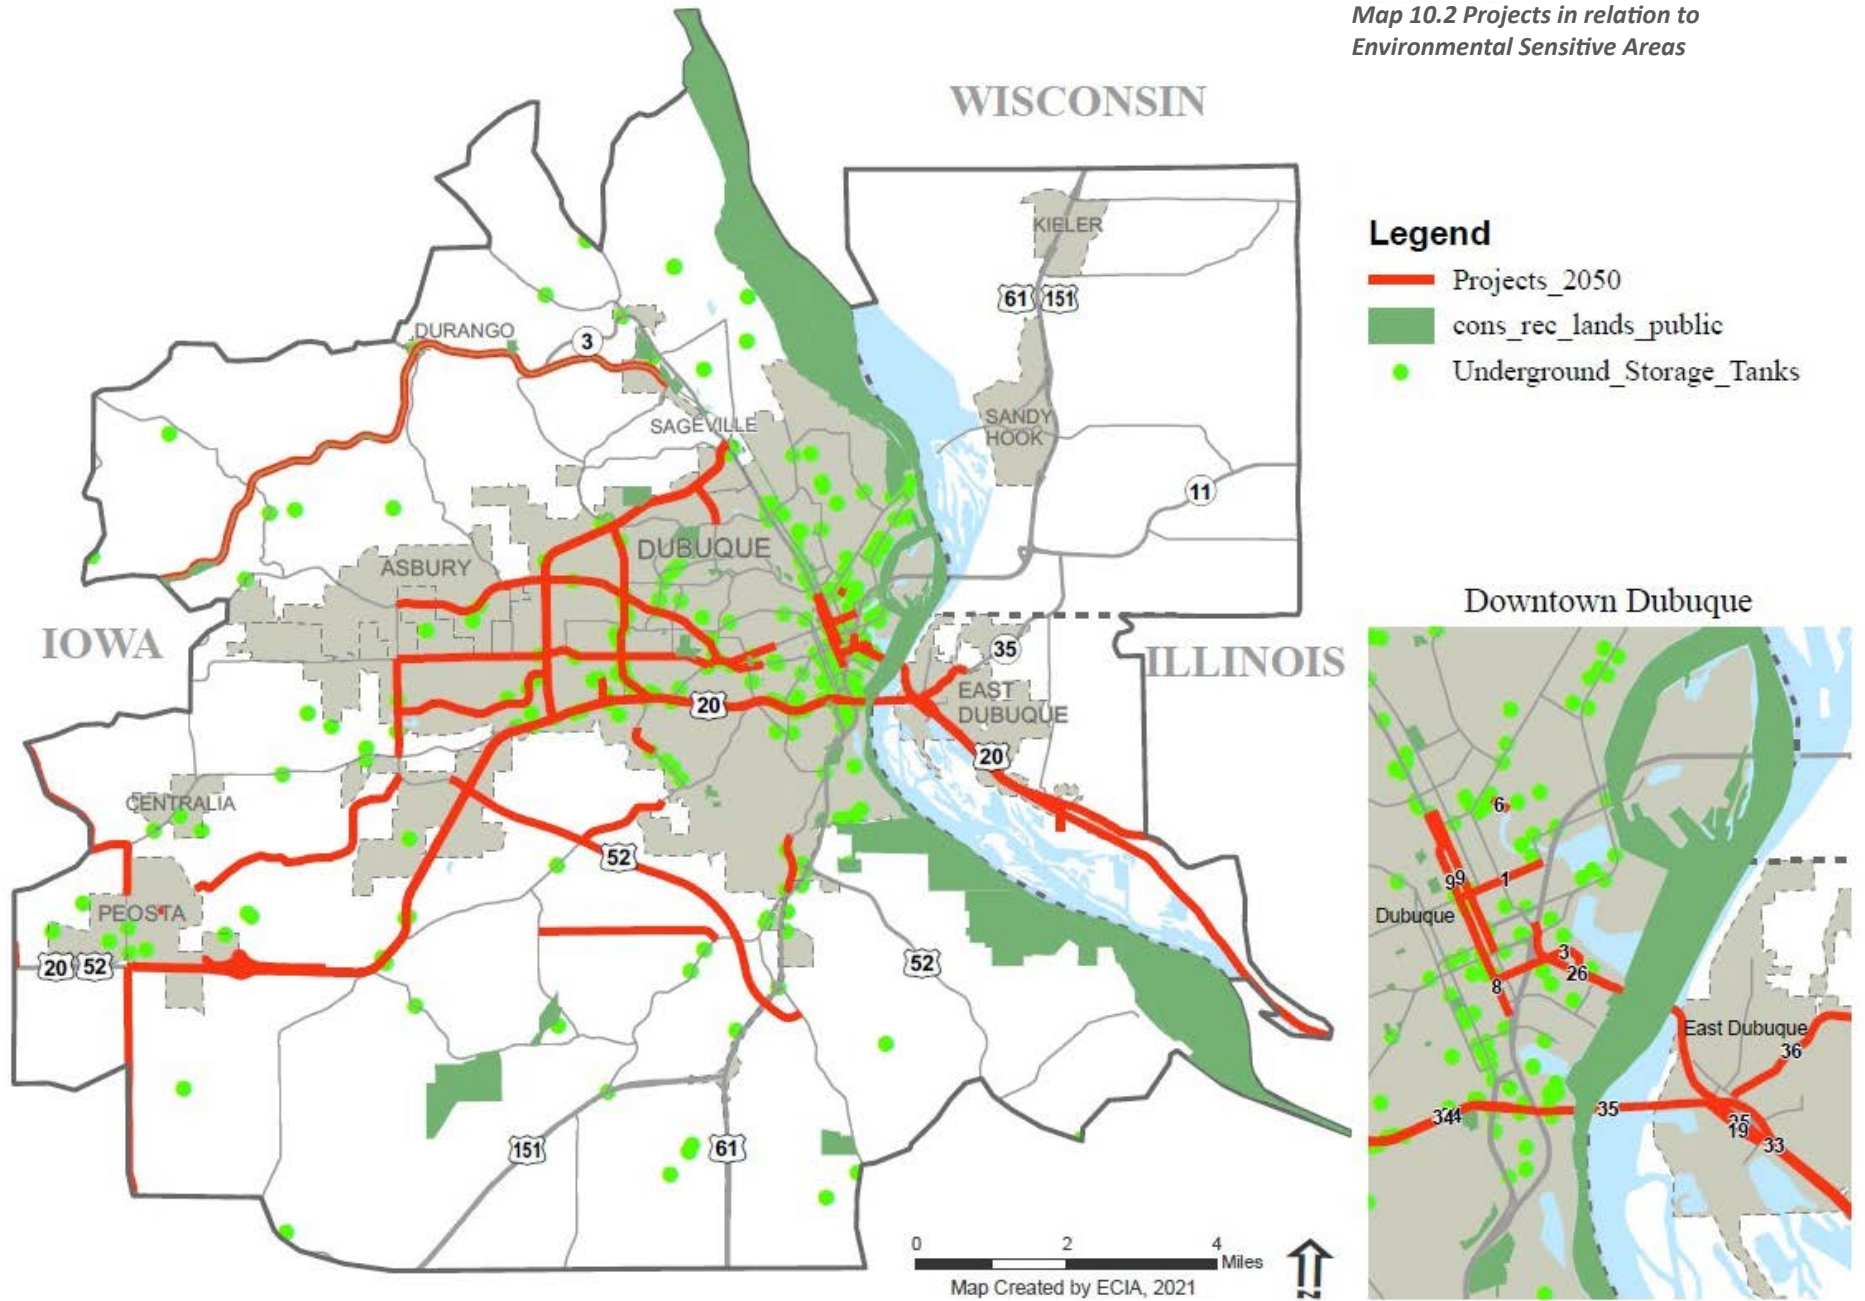 Map 10.2 Projects in relation to
Environmental Sensitive Areas
WISCONSIN
KIELER
61 151
Legend
Projects_2050
cons_rec_lands_public
Underground_Storage_Tanks
DURANGO
3
SAGEVILLE
SANDY
HOOK
11
DUBUQUE
ASBURY
IOWA
35
ILLINOIS
EAST
DUBUQUE
20
20
CENTRALIA
52
PEOSTA
20 52
52
151
61
0 2 4
Miles
Map Created by ECIA, 2021
N
Downtown Dubuque
6
9
9
1
Dubuque
3
26
8
East Dubuque
36
35
19
33